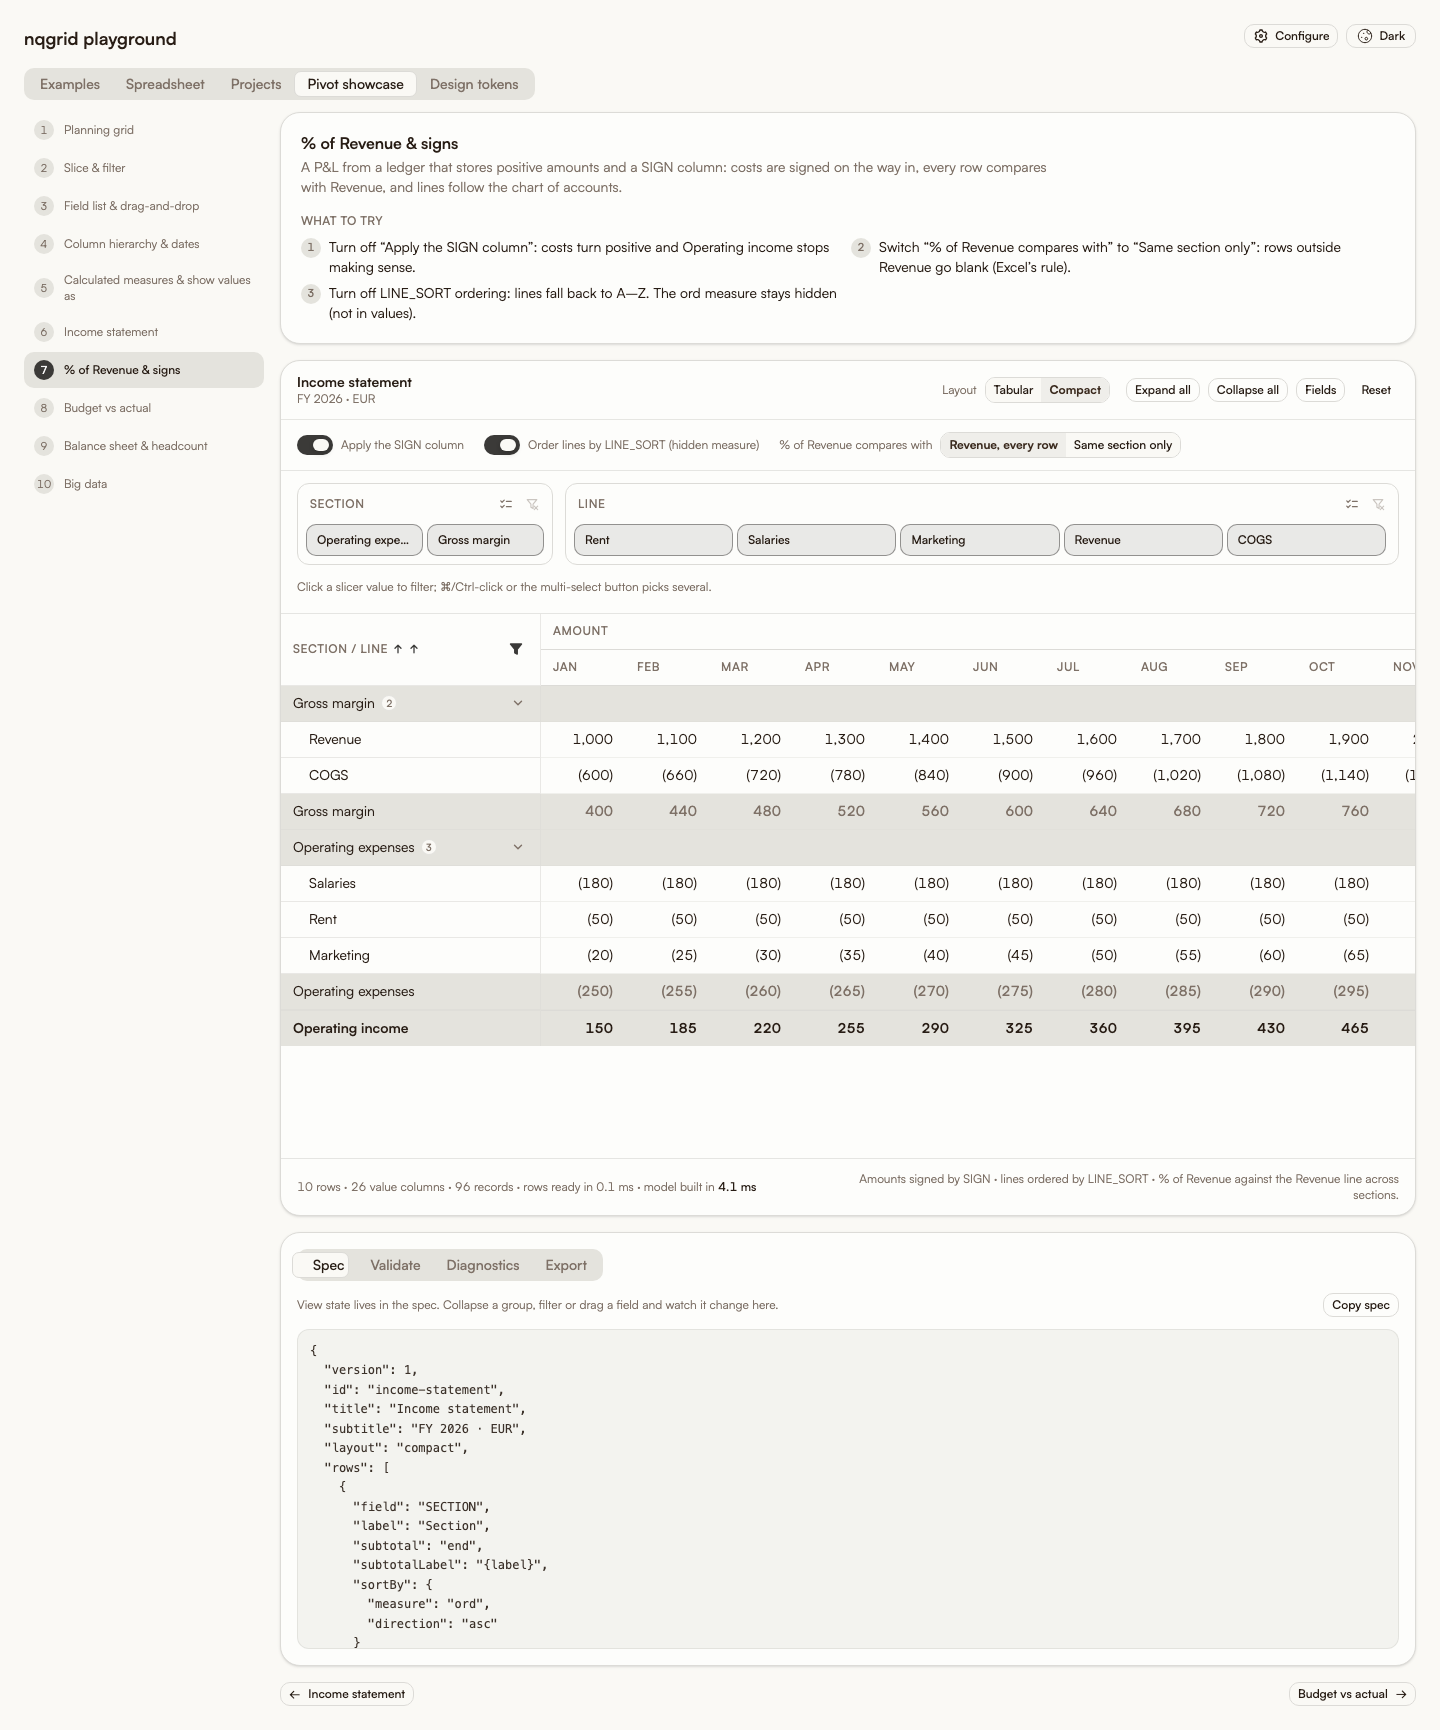 nqgrid playground
Configure
Dark
Examples
Spreadsheet
Projects
Pivot showcase
Design tokens
1 Planning grid
2 Slice & filter
3 Field list & drag-and-drop
4 Column hierarchy & dates
5 Calculated measures & show values
as
6 Income statement
7 % of Revenue & signs
8 Budget vs actual
9 Balance sheet & headcount
10 Big data
% of Revenue & signs
A P&L from a ledger that stores positive amounts and a SIGN column: costs are signed on the way in, every row compares
with Revenue, and lines follow the chart of accounts.
WHAT TO TRY
1 Turn off “Apply the SIGN column”: costs turn positive and Operating income stops
making sense.
2 Switch “% of Revenue compares with” to “Same section only”: rows outside
Revenue go blank (Excel’s rule).
3 Turn off LINE_SORT ordering: lines fall back to A—Z. The ord measure stays hidden
(not in values).
Income statement
FY 2026 · EUR
Layout Tabular Compact Expand all Collapse all Fields Reset
Apply the SIGN column Order lines by LINE_SORT (hidden measure) % of Revenue compares with Revenue, every row Same section only
SECTION
Operating expe... Gross margin
LINE
Rent Salaries Marketing Revenue COGS
Click a slicer value to filter; ⌘/Ctrl-click or the multi-select button picks several.
SECTION / LINE ↑ ↑
AMOUNT
JAN FEB MAR APR MAY JUN JUL AUG SEP OCT NOV
Gross margin 2
Revenue 1,000 1,100 1,200 1,300 1,400 1,500 1,600 1,700 1,800 1,900
COGS (600) (660) (720) (780) (840) (900) (960) (1,020) (1,080) (1,140)
Gross margin 400 440 480 520 560 600 640 680 720 760
Operating expenses 3
Salaries (180) (180) (180) (180) (180) (180) (180) (180) (180) (180)
Rent (50) (50) (50) (50) (50) (50) (50) (50) (50) (50)
Marketing (20) (25) (30) (35) (40) (45) (50) (55) (60) (65)
Operating expenses (250) (255) (260) (265) (270) (275) (280) (285) (290) (295)
Operating income 150 185 220 255 290 325 360 395 430 465
10 rows · 26 value columns · 96 records · rows ready in 0.1 ms · model built in 4.1 ms
Amounts signed by SIGN · lines ordered by LINE_SORT · % of Revenue against the Revenue line across
sections.
Spec Validate Diagnostics Export
View state lives in the spec. Collapse a group, filter or drag a field and watch it change here.
Copy spec
{
"version": 1,
"id": "income-statement",
"title": "Income statement",
"subtitle": "FY 2026 · EUR",
"layout": "compact",
"rows": [
{
"field": "SECTION",
"label": "Section",
"subtotal": "end",
"subtotalLabel": "{label}",
"sortBy": {
"measure": "ord",
"direction": "asc"
}
← Income statement
Budget vs actual →